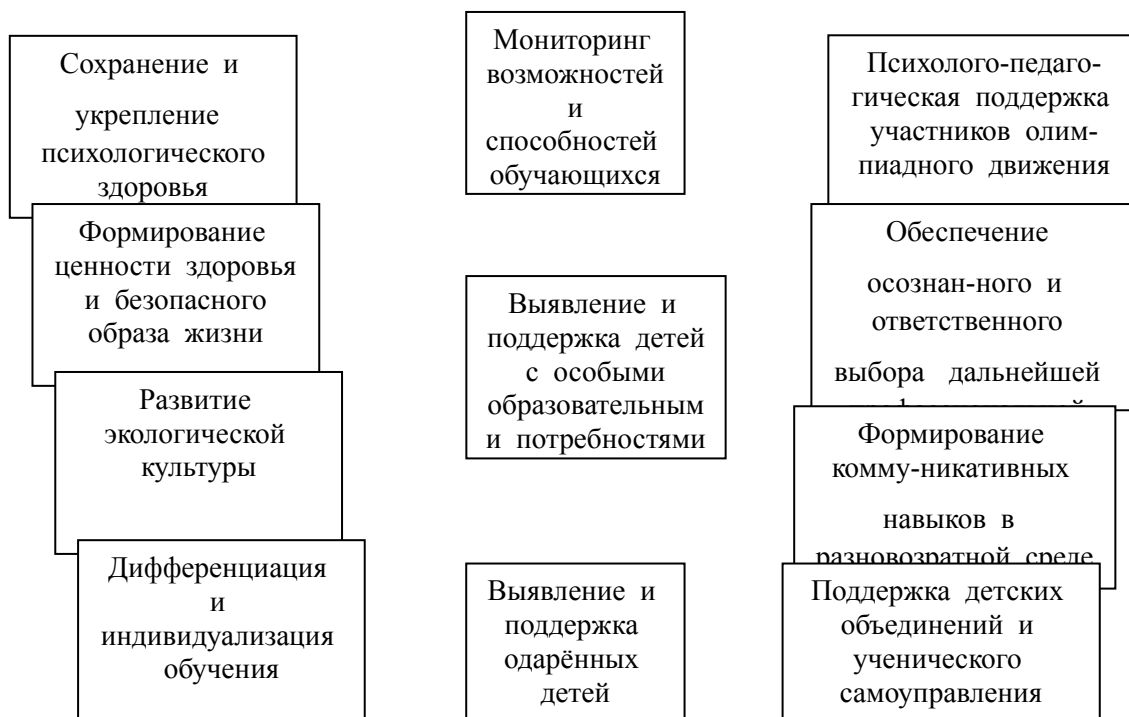 Сохранение и
укрепление
психологического
здоровья
Формирование
ценности здоровья
и безопасного
образа жизни
Развитие
экологической
культуры
Дифференциация
и
индивидуализация
обучения
Мониторинг
возможностей
и
способностей
обучающихся
Выявление и
поддержка детей
с особыми
образовательным
и потребностями
Выявление и
поддержка
одарённых
детей
Психолого-педаго-
гическая поддержка
участников олим-
пиадного движения
Обеспечение
осознан-ного и
ответственного
выбора дальнейшей
Формирование
комму-никативных
навыков в
разновозратной среде
Поддержка детских
объединений и
ученического
самоуправления